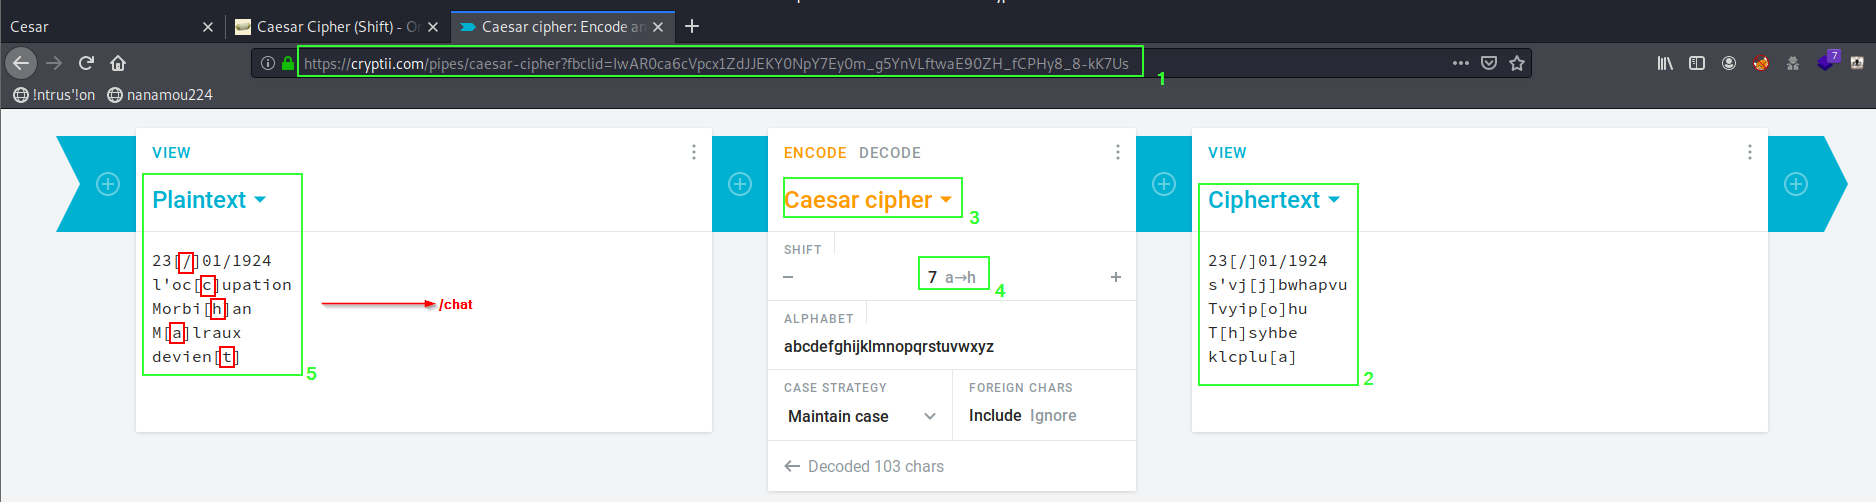 Cesar
Caesar Cipher (Shift) - On
Caesar cipher: Encode an
https://cryptii.com/pipes/caesar-cipher?fbclid=IwAR0ca6cVpcx1ZdJJEKY0NpY7Ey0m_g5YnVLftwaE90ZH_fCPHy8_8-kK7Us
1
7
!ntrus'!on
nanamou224
VIEW
Plaintext
23[/]01/1924
l'oc[c]upation
Morbi[h]an
M[a]lraux
devien[t]
5
/chat
ENCODE DECODE
Caesar cipher
3
SHIFT
− 7 a→h +
4
ALPHABET
abcdefghijklmnopqrstuvwxyz
CASE STRATEGY
Maintain case
FOREIGN CHARS
Include Ignore
← Decoded 103 chars
VIEW
Ciphertext
23[/]01/1924
s'vj[j]bwhapvu
Tvyip[o]hu
T[h]syhbe
klcplu[a]
2